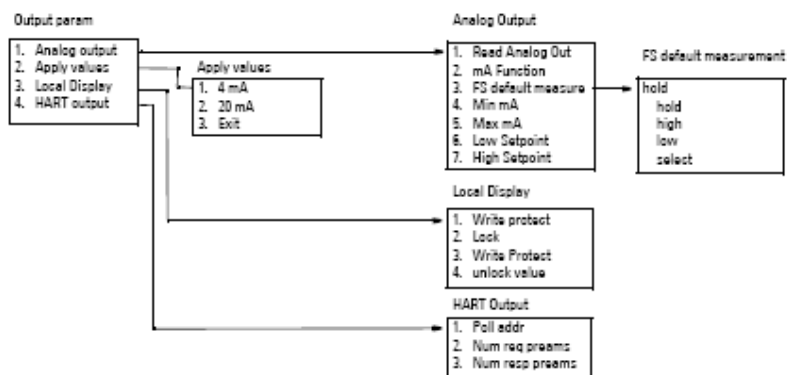 Output param
1. Analog output
2. Apply values
3. Local Display
4. HART output
Apply values
1. 4 mA
2. 20 mA
3. Exit
Analog Output
1. Read Analog Out
2. mA Function
3. FS default measure
4. Min mA
5. Max mA
6. Low Setpoint
7. High Setpoint
FS default measurement
hold
hold
high
low
select
Local Display
1. Write protect
2. Lock
3. Write Protect
4. unlock value
HART Output
1. Poll addr
2. Num req preams
3. Num resp preams